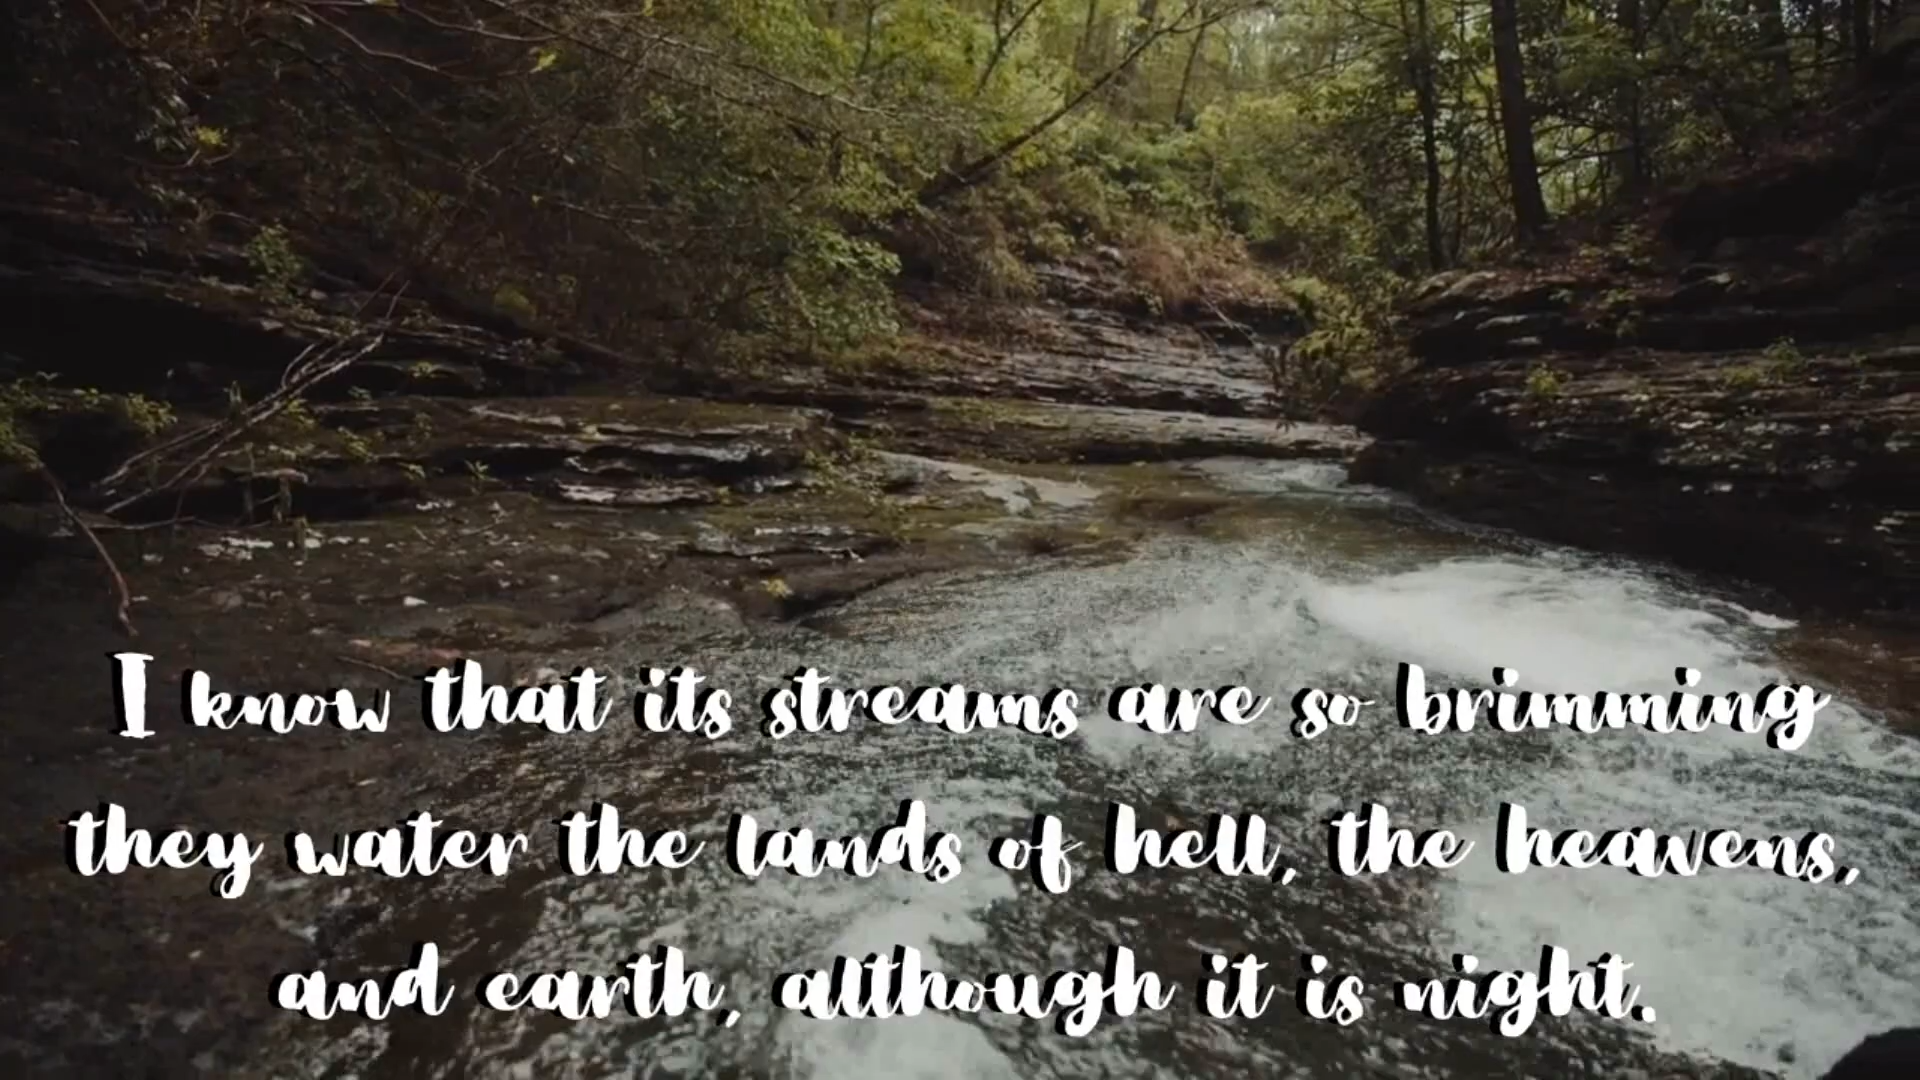 I know that its streams are so brimming
they water the lands of hell, the heavens,
and earth, although it is night.